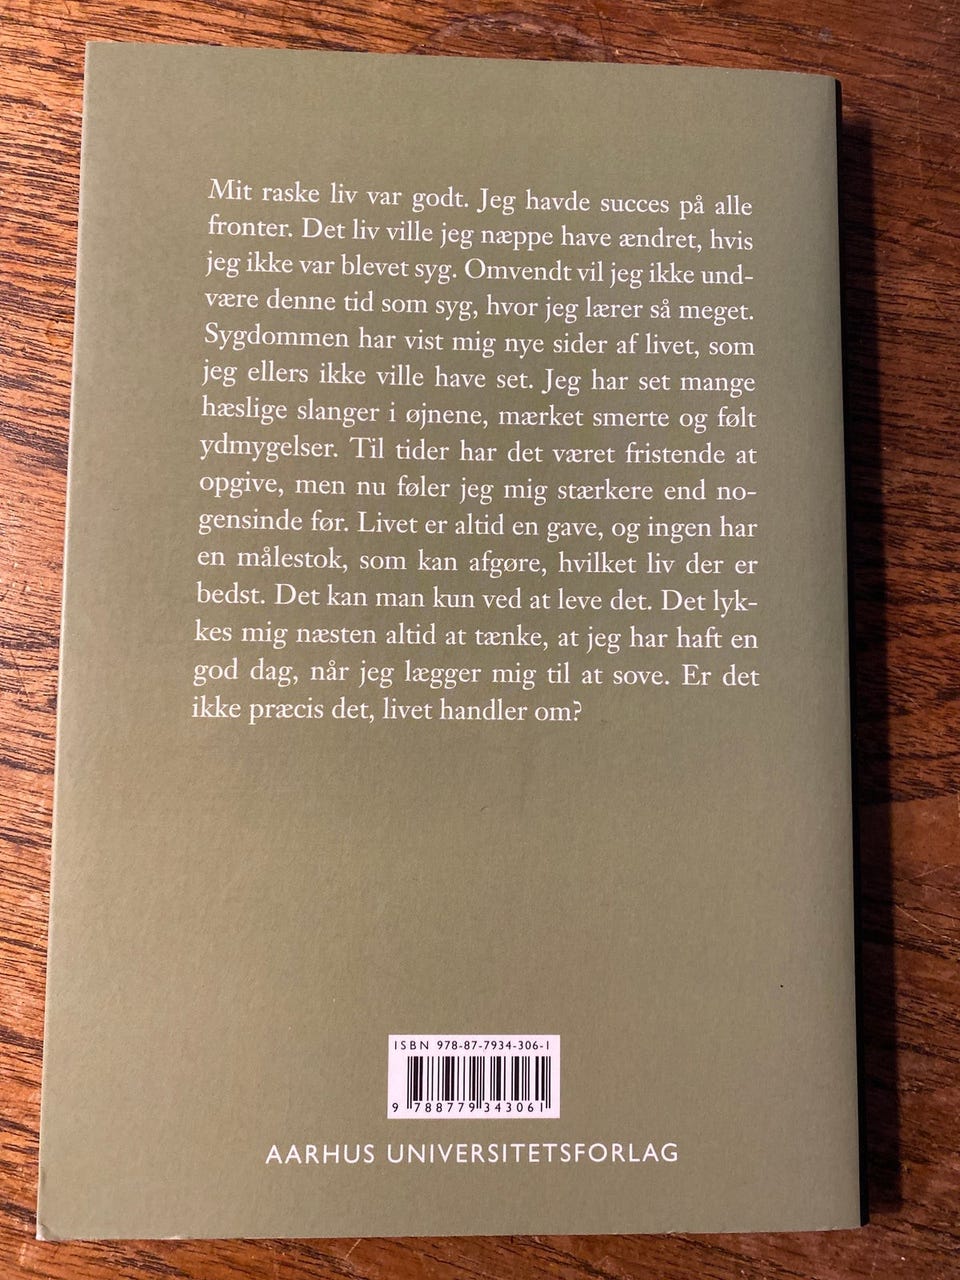 Mit raske liv var godt. Jeg havde succes på alle
fronter. Det liv ville jeg næppe have ændret, hvis
jeg ikke var blevet syg. Omvendt vil jeg ikke und-
være denne tid som syg, hvor jeg lærer så meget.
Sygdommen har vist mig nye sider af livet, som
jeg ellers ikke ville have set. Jeg har set mange
hæslige slanger i øjnene, mærket smerte og følt
ydmygelser. Til tider har det været fristende at
opgive, men nu føler jeg mig stærkere end no-
gensinde før. Livet er altid en gave, og ingen har
en målestok, som kan afgøre, hvilket liv der er
bedst. Det kan man kun ved at leve det. Det lyk-
kes mig næsten altid at tænke, at jeg har haft en
god dag, når jeg lægger mig til at sove. Er det
ikke præcis det, livet handler om?
ISBN 978-87-7934-306-1
9 788779 343061
AARHUS UNIVERSITETSFORLAG